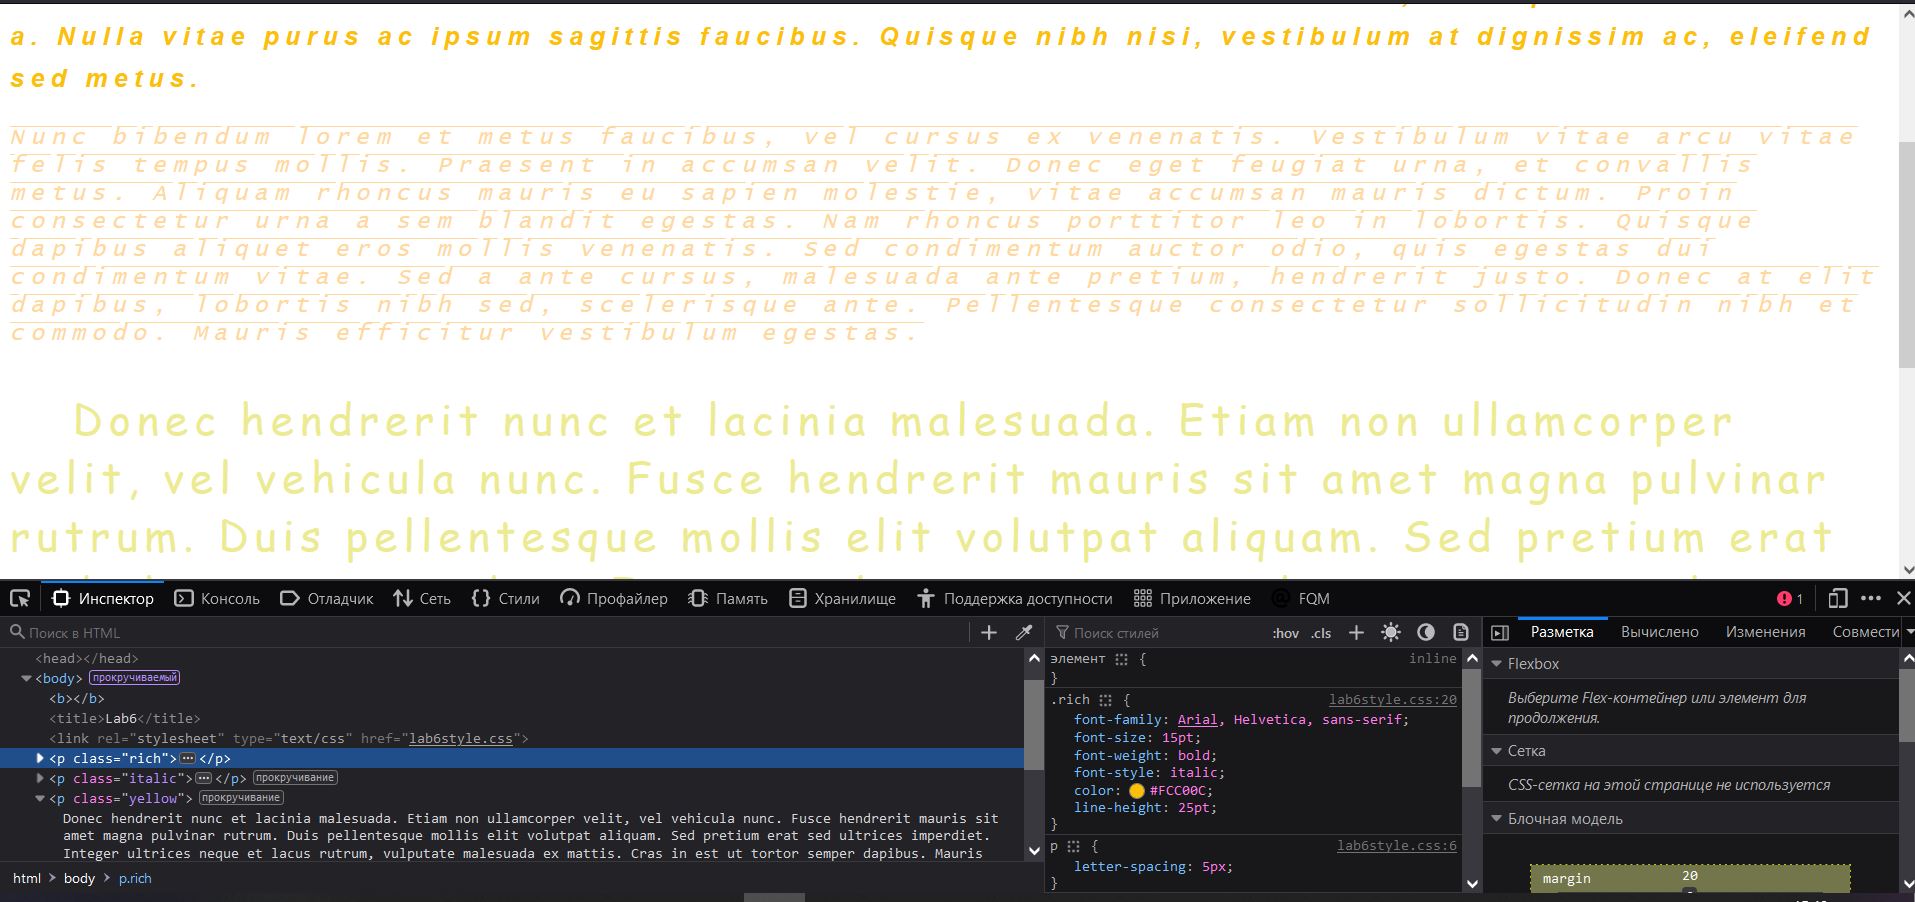 a. Nulla vitae purus ac ipsum sagittis faucibus. Quisque nibh nisi, vestibulum at dignissim ac, eleifend
sed metus.
Nunc bibendum lorem et metus faucibus, vel cursus ex venenatis. Vestibulum vitae arcu vitae
felis tempus mollis. Praesent in accumsan velit. Donec eget feugiat urna, et convallis
metus. Aliquam rhoncus mauris eu sapien molestie, vitae accumsan mauris dictum. Proin
consectetur urna a sem blandit egestas. Nam rhoncus porttitor leo in lobortis. Quisque
dapibus aliquet eros mollis venenatis. Sed condimentum auctor odio, quis egestas dui
condimentum vitae. Sed a ante cursus, malesuada ante pretium, hendrerit justo. Donec at elit
dapibus, lobortis nibh sed, scelerisque ante. Pellentesque consectetur sollicitudin nibh et
commodo. Mauris efficitur vestibulum egestas.
Donec hendrerit nunc et lacinia malesuada. Etiam non ullamcorper
velit, vel vehicula nunc. Fusce hendrerit mauris sit amet magna pulvinar
rutrum. Duis pellentesque mollis elit volutpat aliquam. Sed pretium erat
Инспектор Консоль Отладчик Сеть Стили Профайлер Память Хранилище Поддержка доступности Приложение FQM 1
Поиск в HTML
<head></head>
<body> прокручиваемый
<b></b>
<title>Lab6</title>
<link rel="stylesheet" type="text/css" href="lab6style.css">
<p class="rich"> ••• </p>
<p class="italic"> ••• </p> прокручивание
<p class="yellow"> прокручивание
Donec hendrerit nunc et lacinia malesuada. Etiam non ullamcorper velit, vel vehicula nunc. Fusce hendrerit mauris sit
amet magna pulvinar rutrum. Duis pellentesque mollis elit volutpat aliquam. Sed pretium erat sed ultrices imperdiet.
Integer ultrices neque et lacus rutrum, vulputate malesuada ex mattis. Cras in est ut tortor semper dapibus. Mauris
html > body > p.rich
Поиск стилей :hov .cls
элемент { inline
}
.rich { lab6style.css:20
font-family: Arial, Helvetica, sans-serif;
font-size: 15pt;
font-weight: bold;
font-style: italic;
color: #FCC00C;
line-height: 25pt;
}
p { lab6style.css:6
letter-spacing: 5px;
}
Разметка Вычислено Изменения Совмести
Flexbox
Выберите Flex-контейнер или элемент для
продолжения.
Сетка
CSS-сетка на этой странице не используется
Блочная модель
margin 20